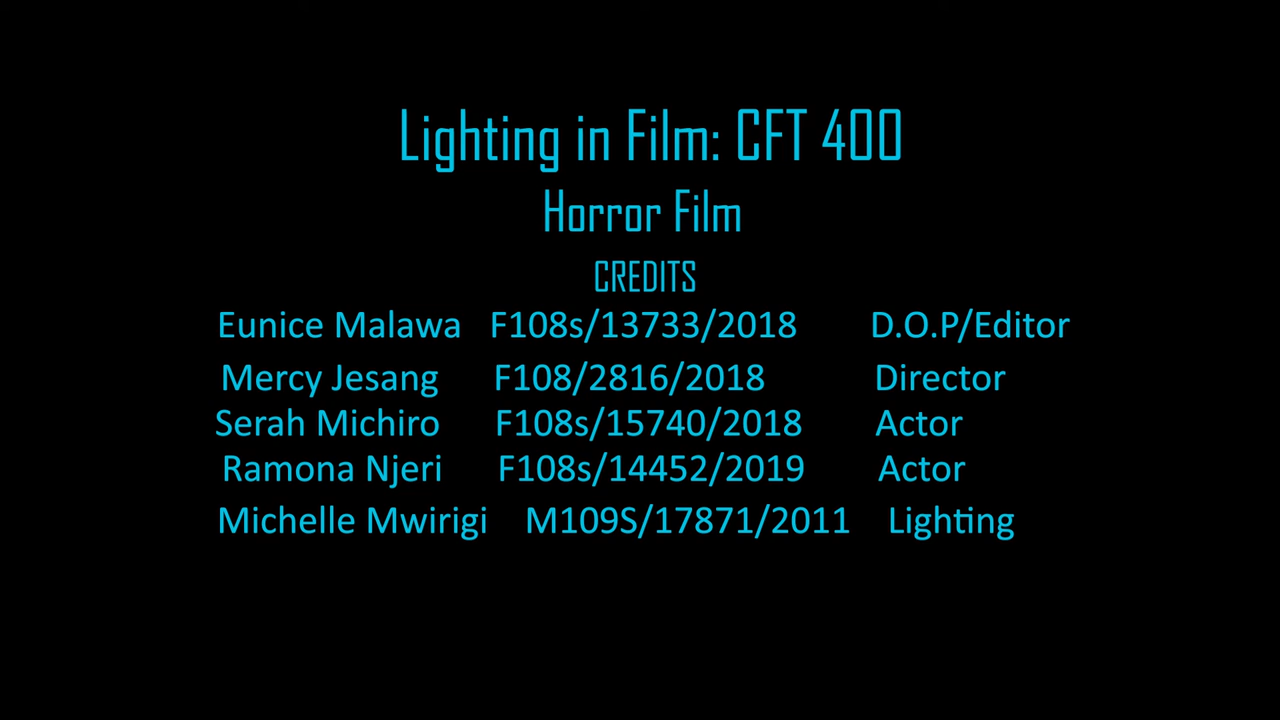 Lighting in Film: CFT 400
Horror Film
CREDITS
Eunice Malawa F108s/13733/2018 D.O.P/Editor
Mercy Jesang F108/2816/2018 Director
Serah Michiro F108s/15740/2018 Actor
Ramona Njeri F108s/14452/2019 Actor
Michelle Mwirigi M109S/17871/2011 Lighting